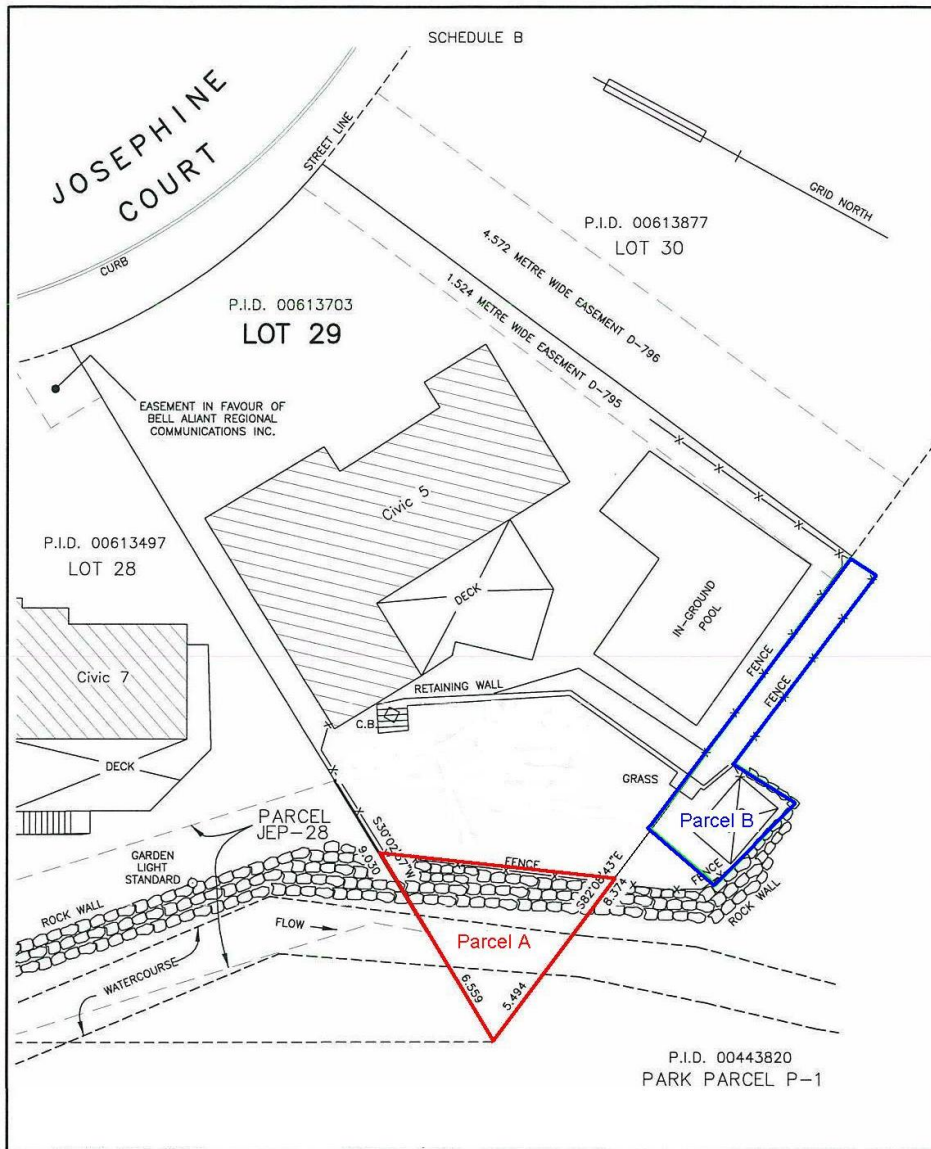 SCHEDULE B
JOSEPHINE
COURT
STREET LINE
CURB
GRID NORTH
P.I.D. 00613877
LOT 30
4.572 METRE WIDE EASEMENT D-796
1.524 METRE WIDE EASEMENT D-795
P.I.D. 00613703
LOT 29
EASEMENT IN FAVOUR OF
BELL ALIANT REGIONAL
COMMUNICATIONS INC.
Civic 5
P.I.D. 00613497
LOT 28
DECK
IN-GROUND
POOL
FENCE
FENCE
Civic 7
RETAINING WALL
C.B.
DECK
GRASS
Parcel B
PARCEL
JEP-28
GARDEN
LIGHT
STANDARD
9.030
FENCE
S82°08'43"E
8.374
FENCE
ROCK WALL
ROCK WALL
FLOW
Parcel A
WATERCOURSE
6.559
5.494
P.I.D. 00443820
PARK PARCEL P-1